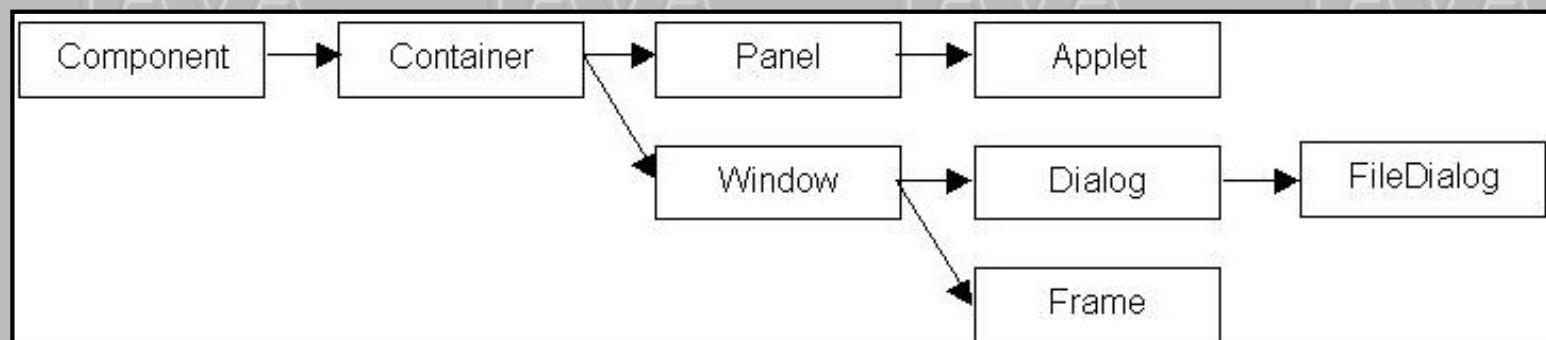 Component
Container
Panel
Applet
Window
Dialog
FileDialog
Frame